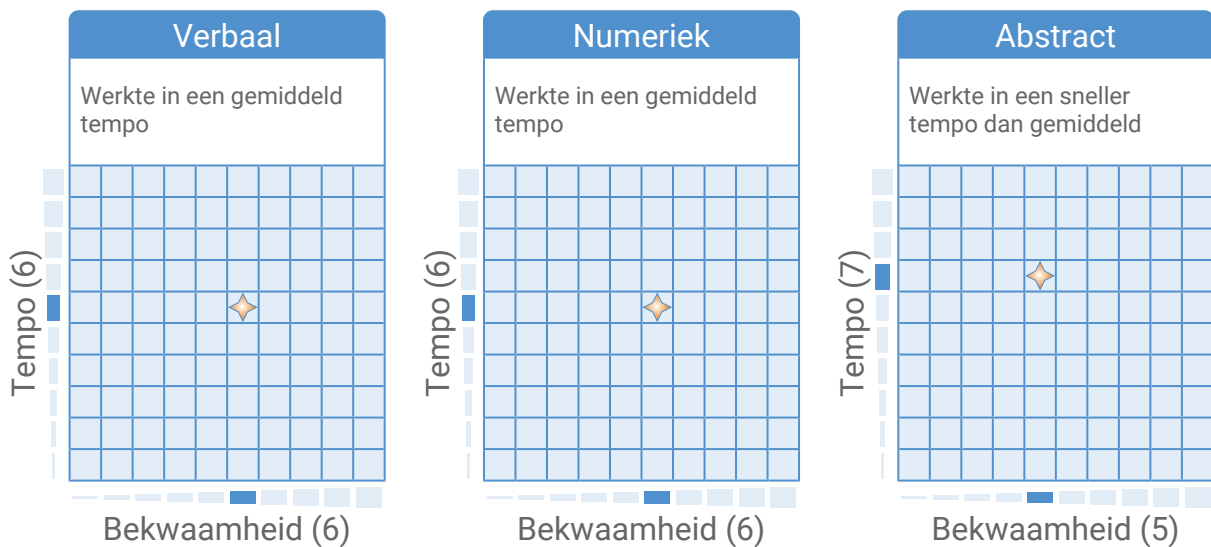 Verbaal
Werkte in een gemiddeld
tempo
Tempo (6)
Bekwaamheid (6)
Numeriek
Werkte in een gemiddeld
tempo
Tempo (6)
Bekwaamheid (6)
Abstract
Werkte in een sneller
tempo dan gemiddeld
Tempo (7)
Bekwaamheid (5)